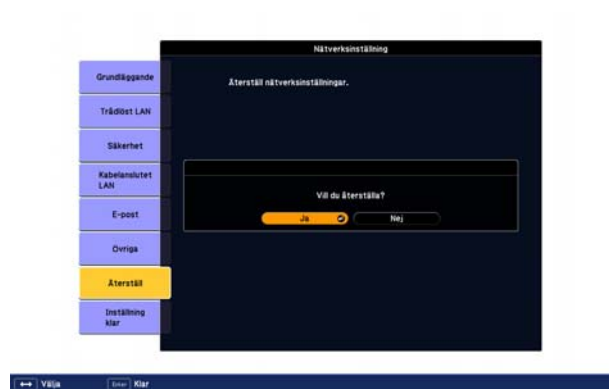 Nätverksinställning
Grundläggande
Återställ nätverksinställningar.
Trådlöst LAN
Säkerhet
Kabelanslutet
LAN
Vill du återställa?
Ja Nej
E-post
Övriga
Återställ
Inställning
klar
Välja Enter Klar